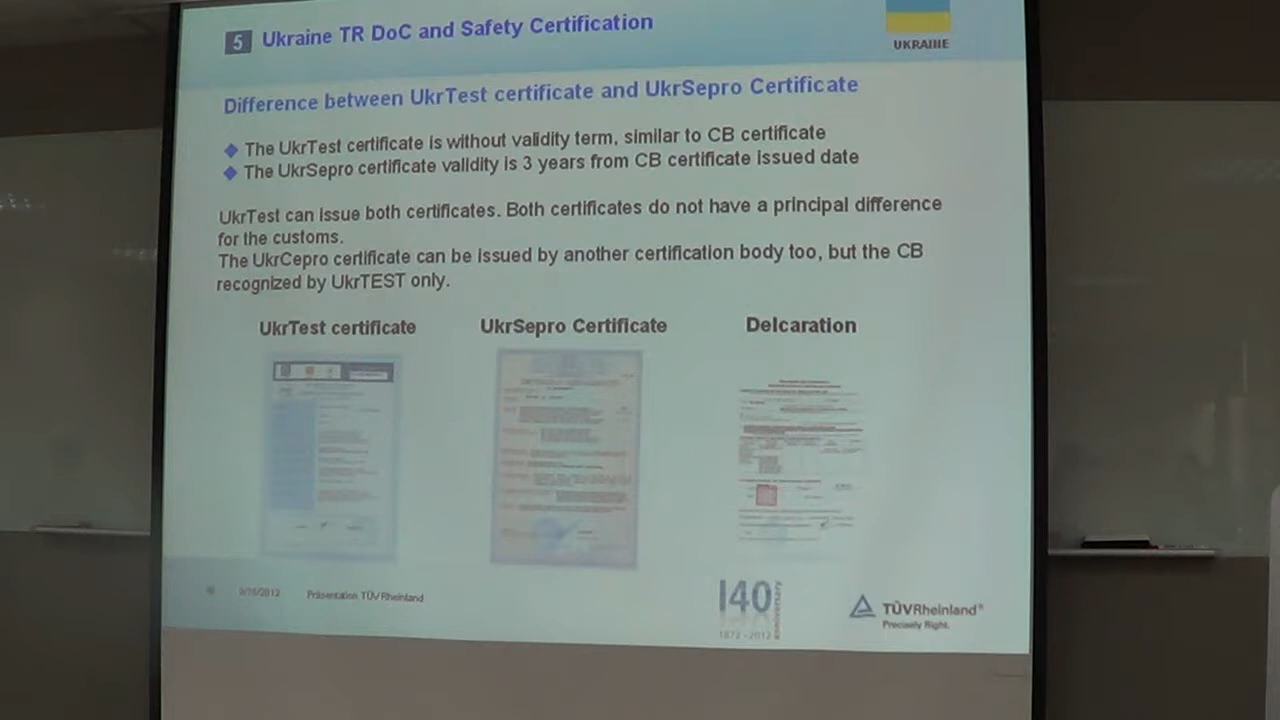 5 Ukraine TR DoC and Safety Certification
UKRAINE
Difference between UkrTest certificate and UkrSepro Certificate
The UkrTest certificate is without validity term, similar to CB certificate
The UkrSepro certificate validity is 3 years from CB certificate issued date
UkrTest can issue both certificates. Both certificates do not have a principal difference
for the customs.
The UkrCepro certificate can be issued by another certification body too, but the CB
recognized by UkrTEST only.
UkrTest certificate
UkrSepro Certificate
Delcaration
Präsentation TÜV Rheinland
140
anniversary
1872 - 2012
TÜVRheinland®
Precisely Right.